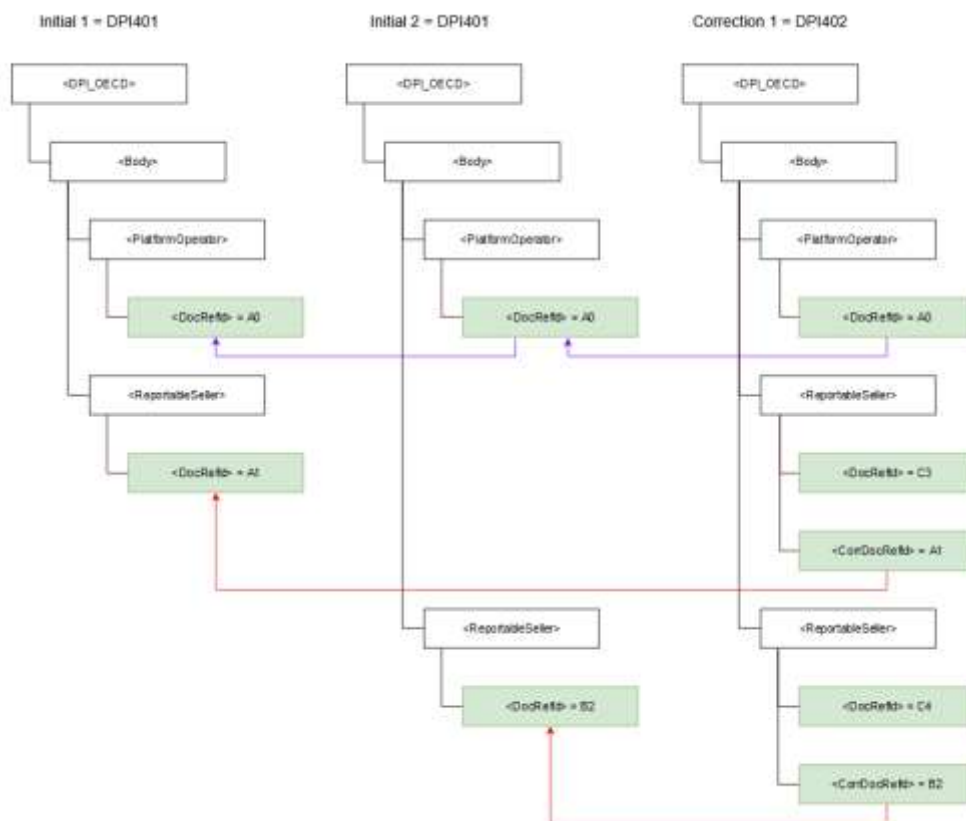 Initial 1 = DPI401
Initial 2 = DPI401
Correction 1 = DPI402
<DPI_OECD>
<DPI_OECD>
<DPI_OECD>
<Body>
<Body>
<Body>
<PlatformOperator>
<PlatformOperator>
<PlatformOperator>
<DocRefId> = A0
<DocRefId> = A0
<DocRefId> = A0
<ReportableSeller>
<ReportableSeller>
<DocRefId> = A1
<DocRefId> = C3
<CorrDocRefId> = A1
<ReportableSeller>
<ReportableSeller>
<DocRefId> = B2
<DocRefId> = C4
<CorrDocRefId> = B2